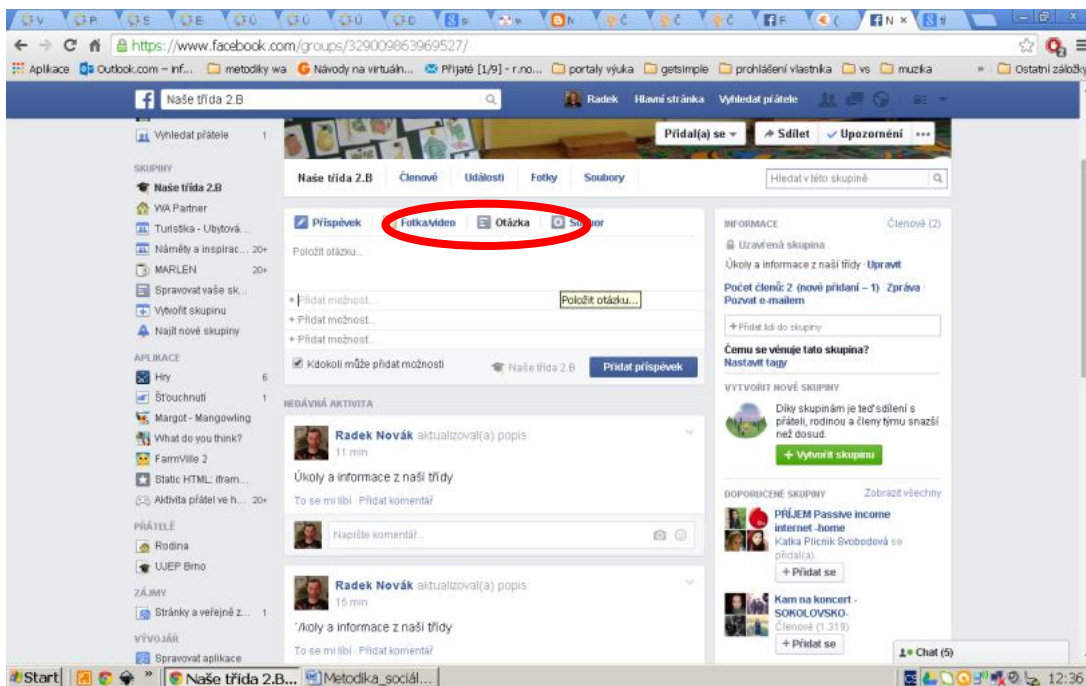 https://www.facebook.com/groups/329009863969527/
Aplikace Outlook.com – inf... metodiky wa Návody na virtuáln... Přijaté [1/9] - r.no... portaly výuka getsimple prohlášení vlastníka vs muzika » Ostatní záložky
Naše třída 2.B Radek Hlavní stránka Vyhledat přátele
Vyhledat přátele 1
Přidal(a) se Sdílet Upozornění
SKUPINY
Naše třída 2.B
WA Partner
Turistika - Ubytová...
Náměty a inspirac... 20+
MARLEN 20+
Spravovat vaše sk...
Vytvořit skupinu
Najít nové skupiny
APLIKACE
Hry 6
Šťouchnutí 1
Margot - Mangowling
What do you think?
FarmVille 2
Static HTML: ifram...
Aktivita přátel ve h... 20+
PŘÁTELÉ
Rodina
UJEP Brno
ZÁJMY
Stránky a veřejně z... 1
VÝVOJÁŘ
Spravovat aplikace
Naše třída 2.B Členové Události Fotky Soubory
Hledat v této skupině
Příspěvek Fotka/video Otázka Soubor
Položit otázku...
+ Přidat možnost...
Položit otázku...
+ Přidat možnost...
+ Přidat možnost...
Kdokoli může přidat možnosti Naše třída 2.B Přidat příspěvek
NEDÁVNÁ AKTIVITA
Radek Novák aktualizoval(a) popis.
11 min
Úkoly a informace z naší třídy
To se mi líbí · Přidat komentář
Napište komentář...
Radek Novák aktualizoval(a) popis.
15 min
´/koly a informace z naší třídy
To se mi líbí · Přidat komentář
INFORMACE Členové (2)
Uzavřená skupina
Úkoly a informace z naší třídy · Upravit
Počet členů: 2 (nově přidaní – 1) · Zpráva ·
Pozvat e-mailem
+ Přidat lidi do skupiny
Čemu se věnuje tato skupina?
Nastavit tagy
VYTVOŘIT NOVÉ SKUPINY
Díky skupinám je teď sdílení s
přáteli, rodinou a členy týmu snazší
než dosud.
+ Vytvořit skupinu
DOPORUČENÉ SKUPINY Zobrazit všechny
PŘÍJEM Passive income
internet -home
Katka Plicnik Svobodová se
přidal(a).
+ Přidat se
Kam na koncert -
SOKOLOVSKO-
Členové (1.319)
+ Přidat se
Chat (5)
Start » Naše třída 2.B... Metodika_sociál... 12:36